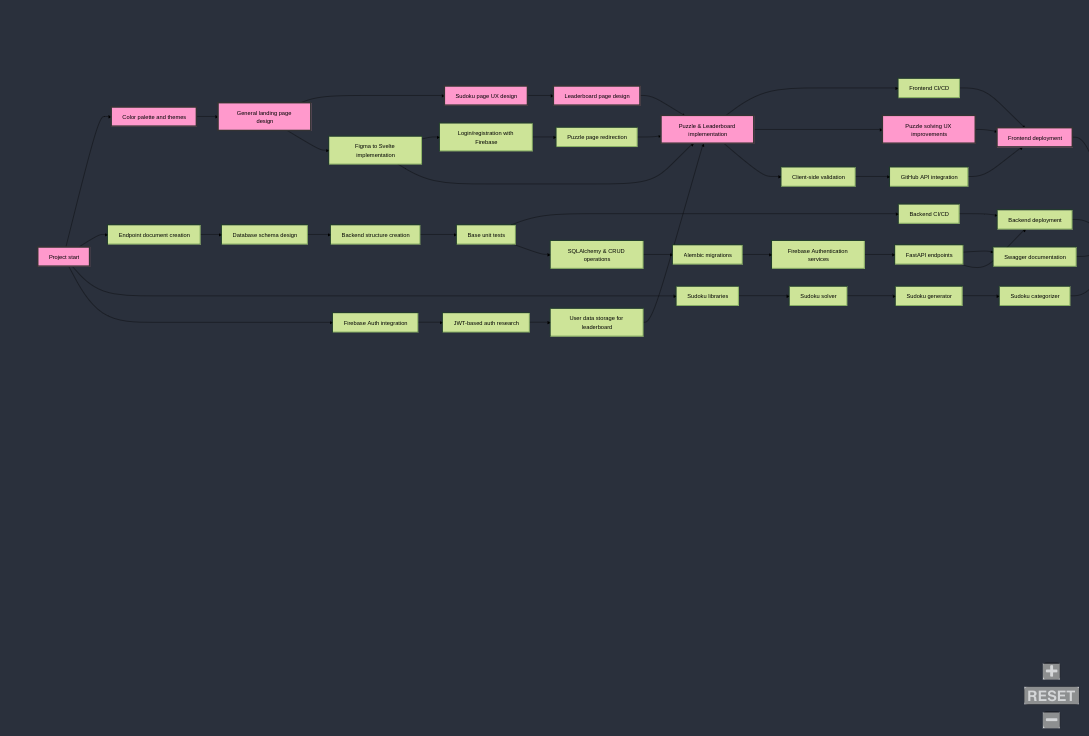 Frontend CI/CD
Sudoku page UX design
Leaderboard page design
Color palette and themes
General landing page
design
Login/registration with
Firebase
Puzzle page redirection
Puzzle & Leaderboard
implementation
Puzzle solving UX
improvements
Frontend deployment
Figma to Svelte
implementation
Client-side validation
GitHub API integration
Backend CI/CD
Backend deployment
Endpoint document creation
Database schema design
Backend structure creation
Base unit tests
Project start
SQLAlchemy & CRUD
operations
Alembic migrations
Firebase Authentication
services
FastAPI endpoints
Swagger documentation
Sudoku libraries
Sudoku solver
Sudoku generator
Sudoku categorizer
Firebase Auth integration
JWT-based auth research
User data storage for
leaderboard
+
RESET
−